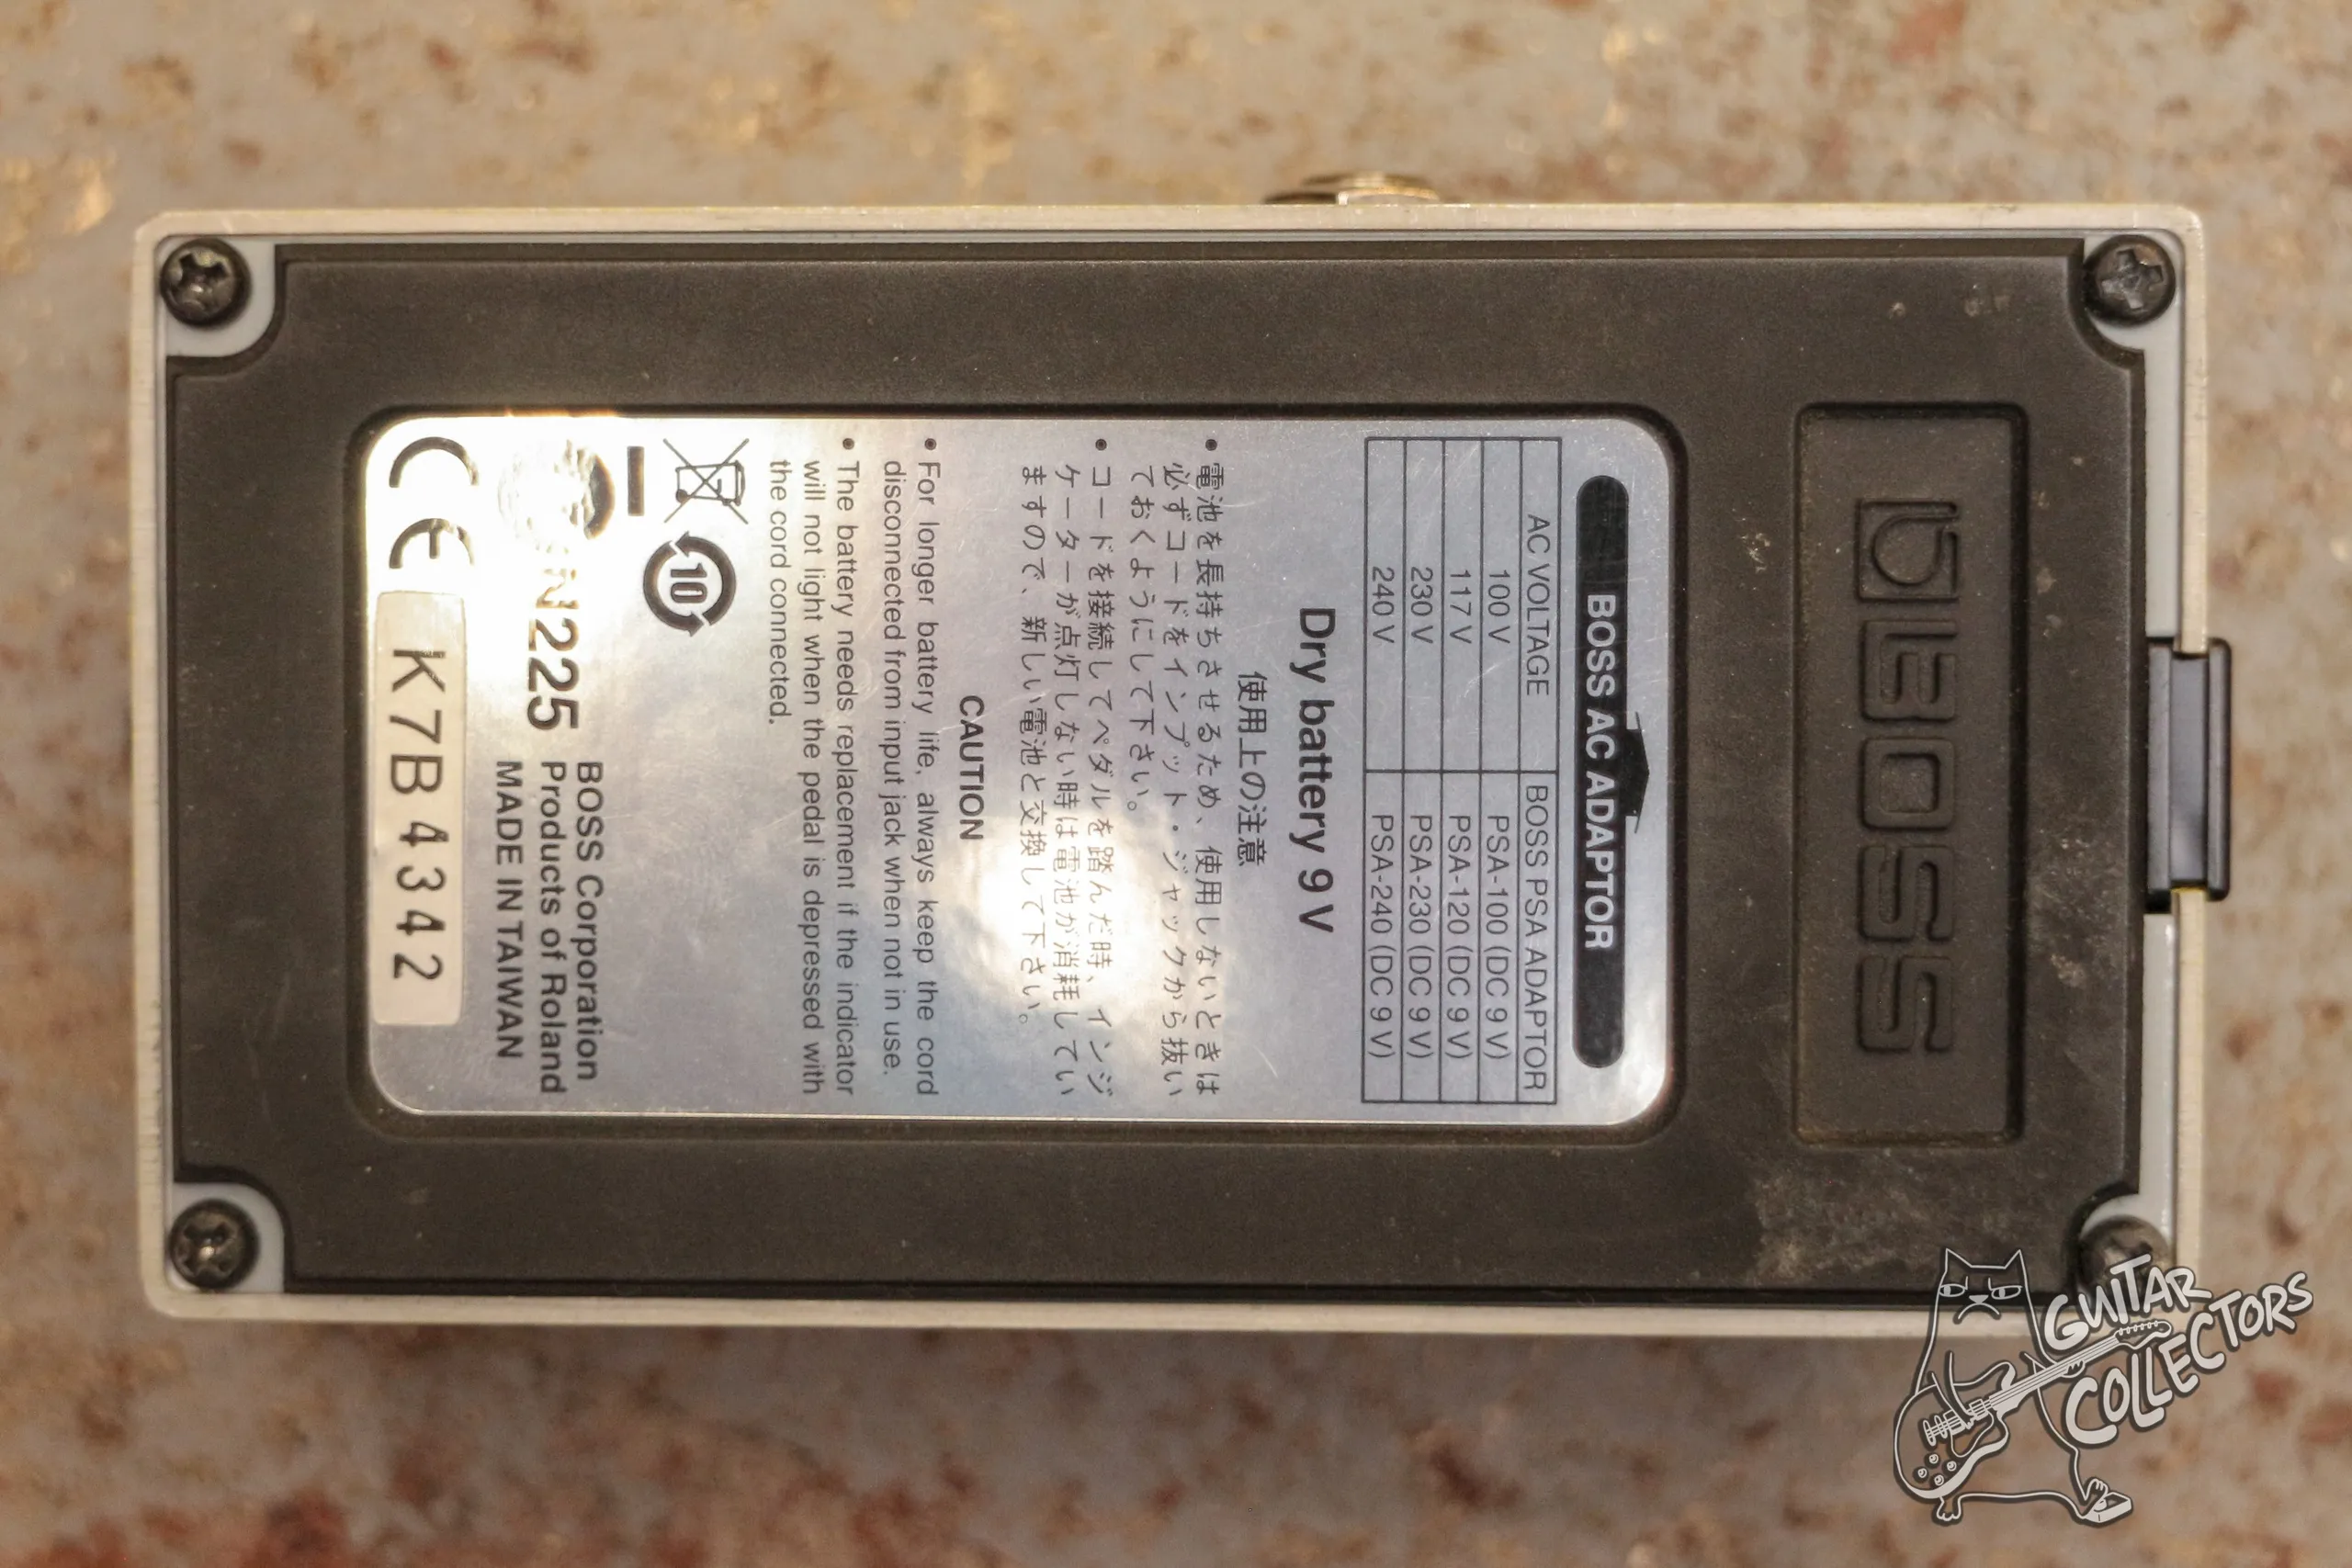 BOSS
BOSS AC ADAPTOR
AC VOLTAGE BOSS PSA ADAPTOR
100 V PSA-100 (DC 9 V)
117 V PSA-120 (DC 9 V)
230 V PSA-230 (DC 9 V)
240 V PSA-240 (DC 9 V)
Dry battery 9 V
使用上の注意
• 電池を長持ちさせるため、使用しないときは
必ずコードをインプット・ジャックから抜い
ておくようにして下さい。
• コードを接続してペダルを踏んだ時、インジ
ケーターが点灯しない時は電池が消耗してい
ますので、新しい電池と交換して下さい。
CAUTION
• For longer battery life, always keep the cord
disconnected from input jack when not in use.
• The battery needs replacement if the indicator
will not light when the pedal is depressed with
the cord connected.
10
N225
BOSS Corporation
Products of Roland
MADE IN TAIWAN
CE
K7B4342
GUITAR
COLLECTORS